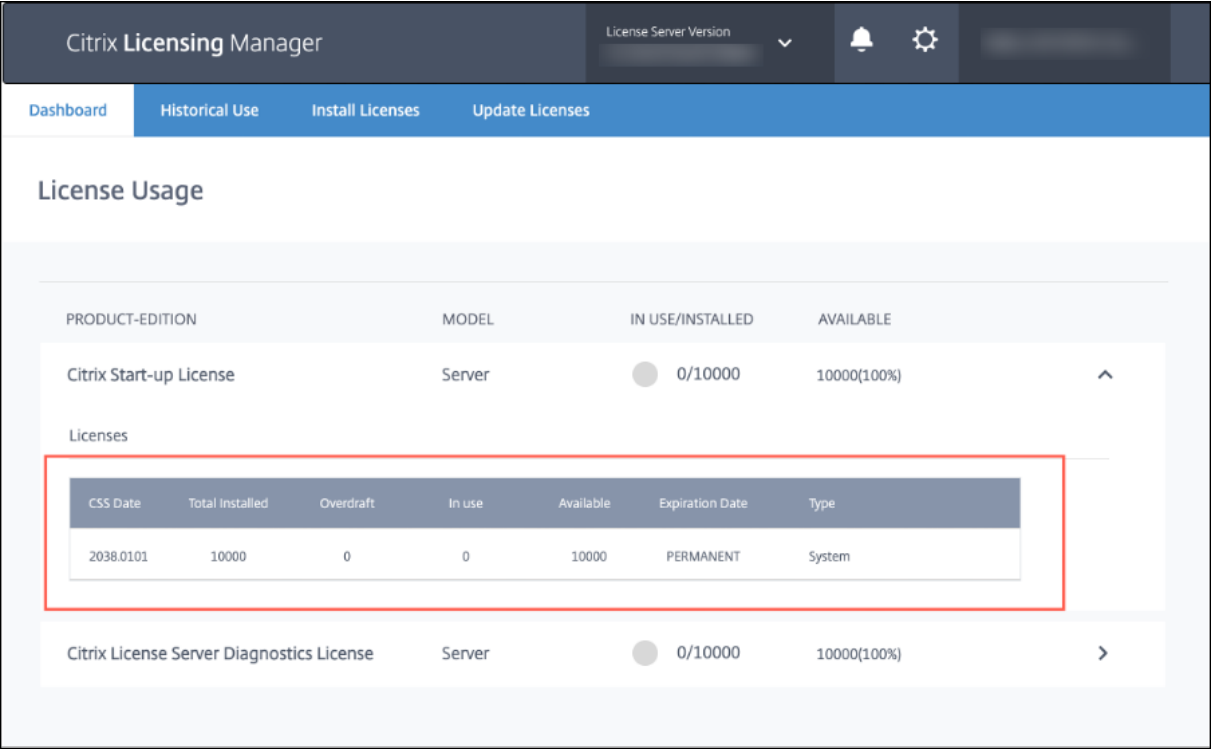 Citrix Licensing Manager
License Server Version
Dashboard Historical Use Install Licenses Update Licenses
License Usage
PRODUCT-EDITION MODEL IN USE/INSTALLED AVAILABLE
Citrix Start-up License Server 0/10000 10000(100%)
Licenses
CSS Date Total Installed Overdraft In use Available Expiration Date Type
2038.0101 10000 0 0 10000 PERMANENT System
Citrix License Server Diagnostics License Server 0/10000 10000(100%)